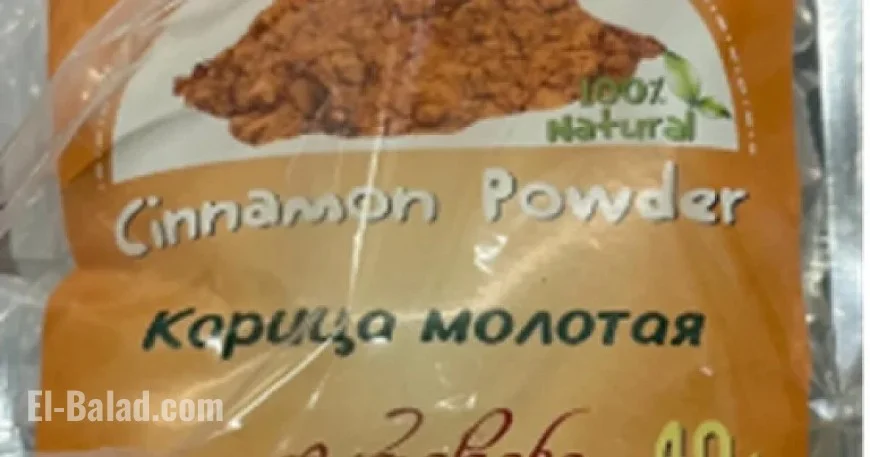 100%
Natural
Cinnamon Powder
Корица молотая
El-Balad.com